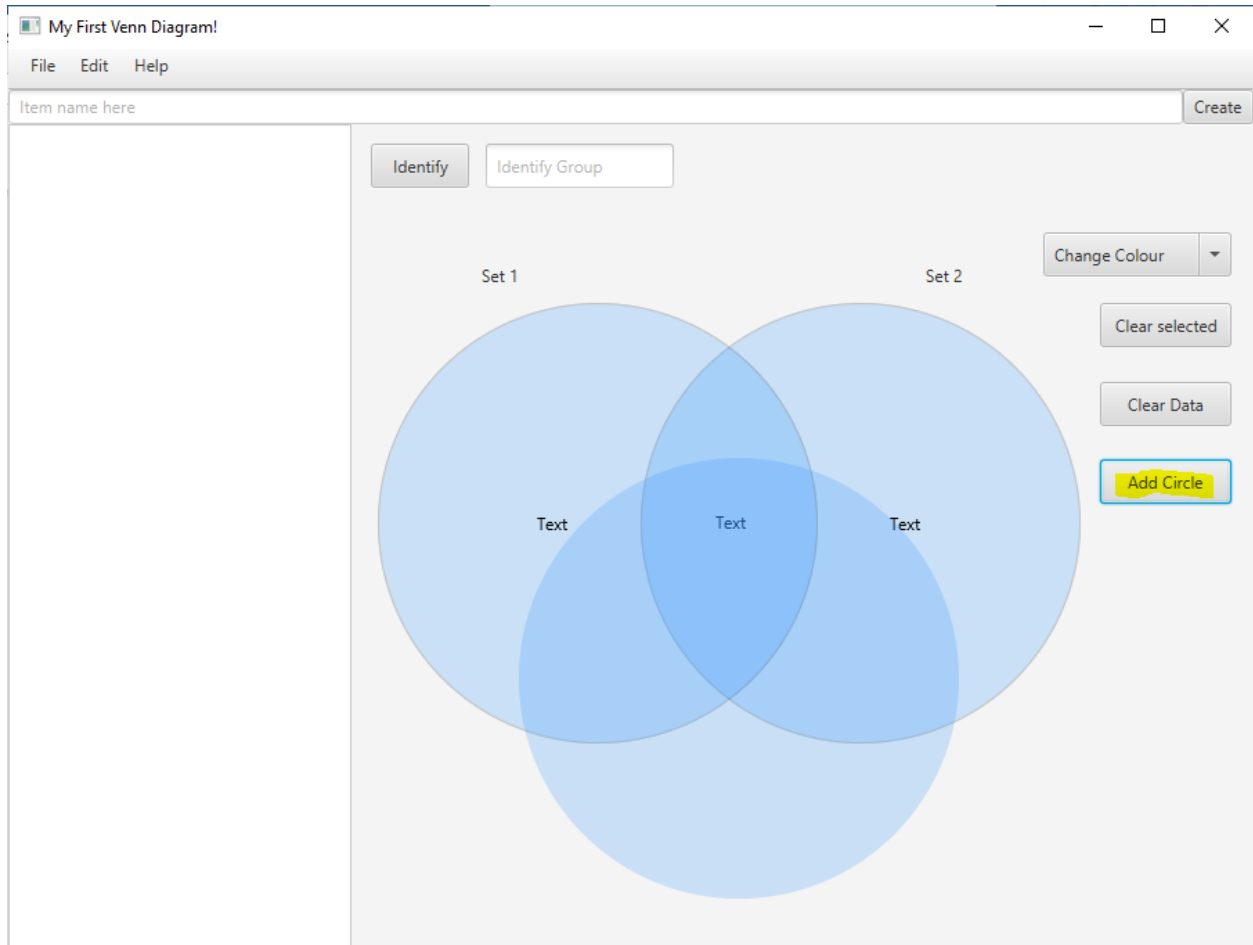 My First Venn Diagram!
File Edit Help
Item name here Create
Identify Identify Group
Change Colour
Set 1 Set 2
Clear selected
Clear Data
Add Circle
Text Text Text